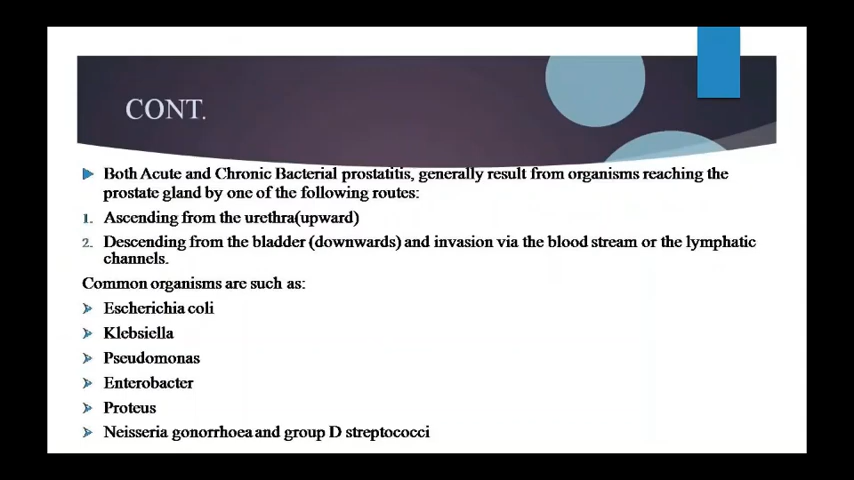 CONT.
Both Acute and Chronic Bacterial prostatitis, generally result from organisms reaching the
prostate gland by one of the following routes:
1. Ascending from the urethra(upward)
2. Descending from the bladder (downwards) and invasion via the blood stream or the lymphatic
channels.
Common organisms are such as:
Escherichia coli
Klebsiella
Pseudomonas
Enterobacter
Proteus
Neisseria gonorrhoea and group D streptococci